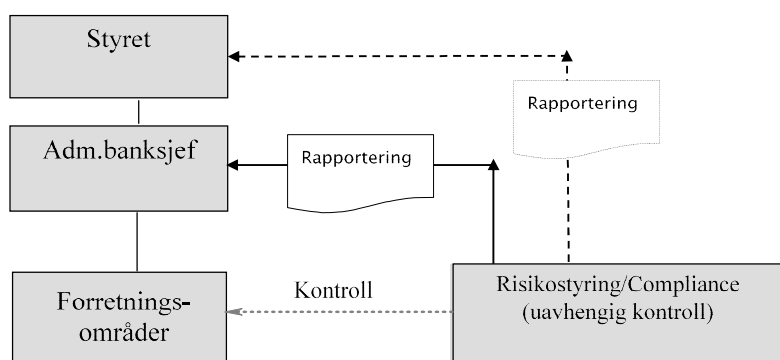 Styret
Rapportering
Adm.banksjef
Rapportering
Forretnings-
områder
Kontroll
Risikostyring/Compliance
(uavhengig kontroll)